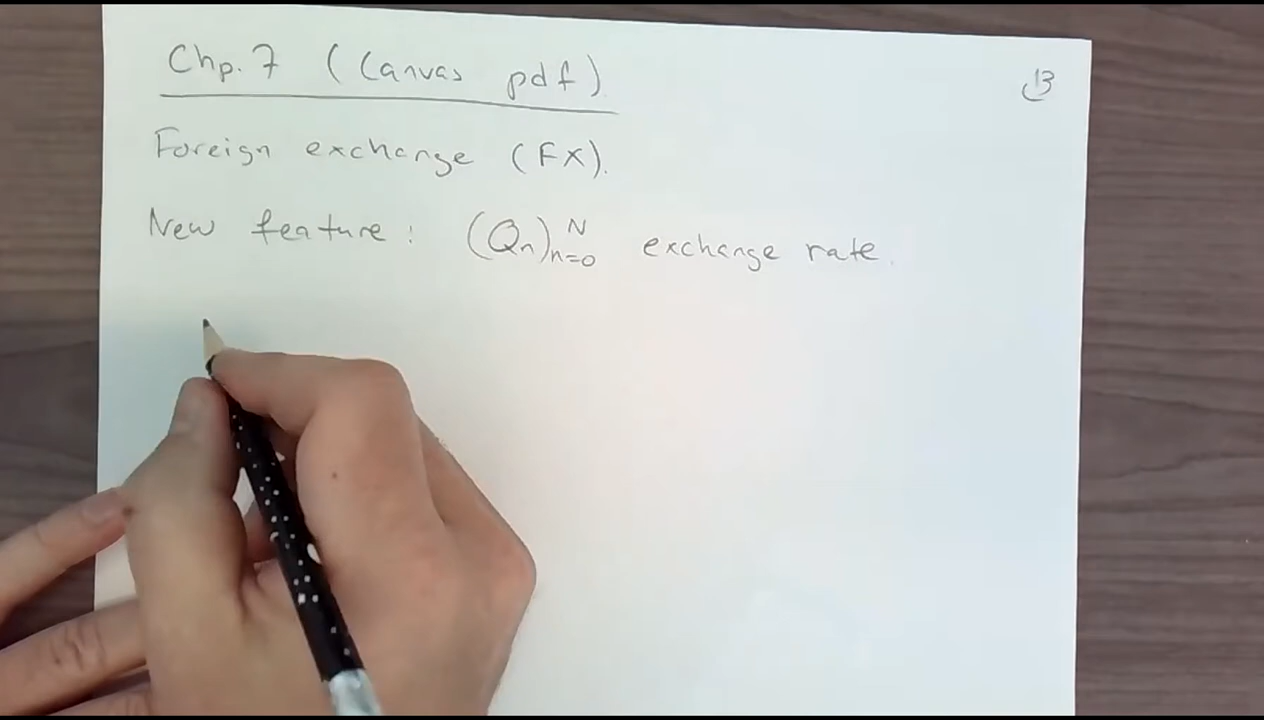 Chp. 7 (Canvas pdf)
13
Foreign exchange (FX).
New feature: (Qn)_{n=0}^{N} exchange rate.